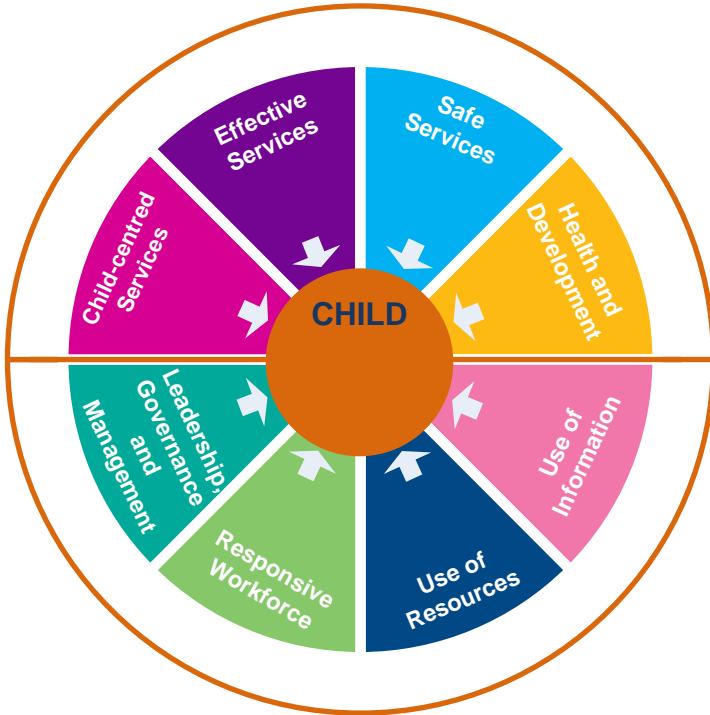 Effective
Services
Safe
Services
Child-centred
Services
Health and
Development
CHILD
Leadership,
Governance
and
Management
Use of
Information
Responsive
Workforce
Use of
Resources